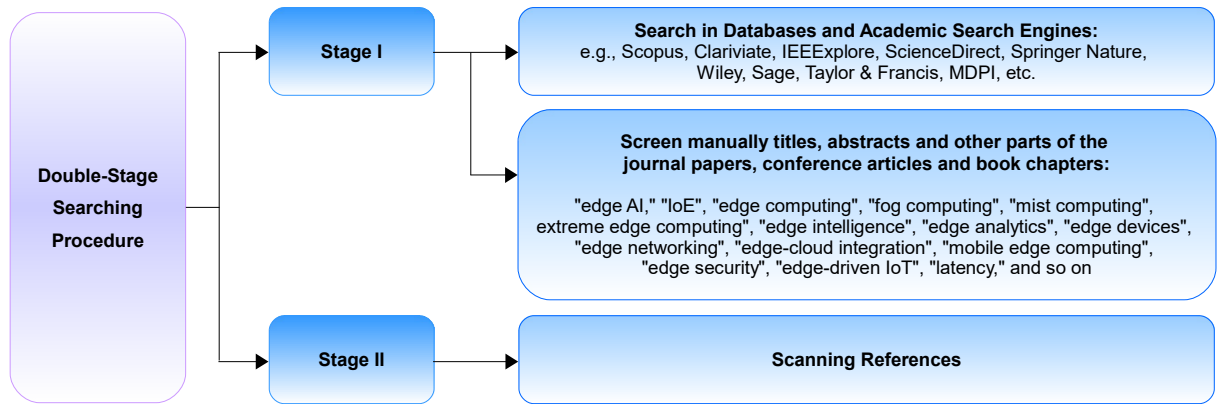 Double-Stage
Searching
Procedure
Stage I
Search in Databases and Academic Search Engines:
e.g., Scopus, Clariviate, IEEExplore, ScienceDirect, Springer Nature,
Wiley, Sage, Taylor & Francis, MDPI, etc.
Screen manually titles, abstracts and other parts of the
journal papers, conference articles and book chapters:
"edge AI," "IoE", "edge computing", "fog computing", "mist computing",
extreme edge computing", "edge intelligence", "edge analytics", "edge devices",
"edge networking", "edge-cloud integration", "mobile edge computing",
"edge security", "edge-driven IoT", "latency," and so on
Stage II
Scanning References